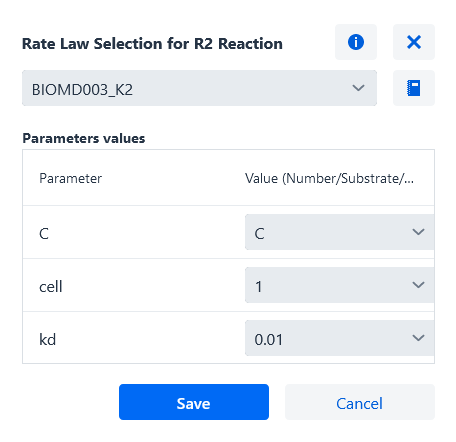 Rate Law Selection for R2 Reaction
BIOMD003_K2
Parameters values
Parameter Value (Number/Substrate/...
C C
cell 1
kd 0.01
Save Cancel